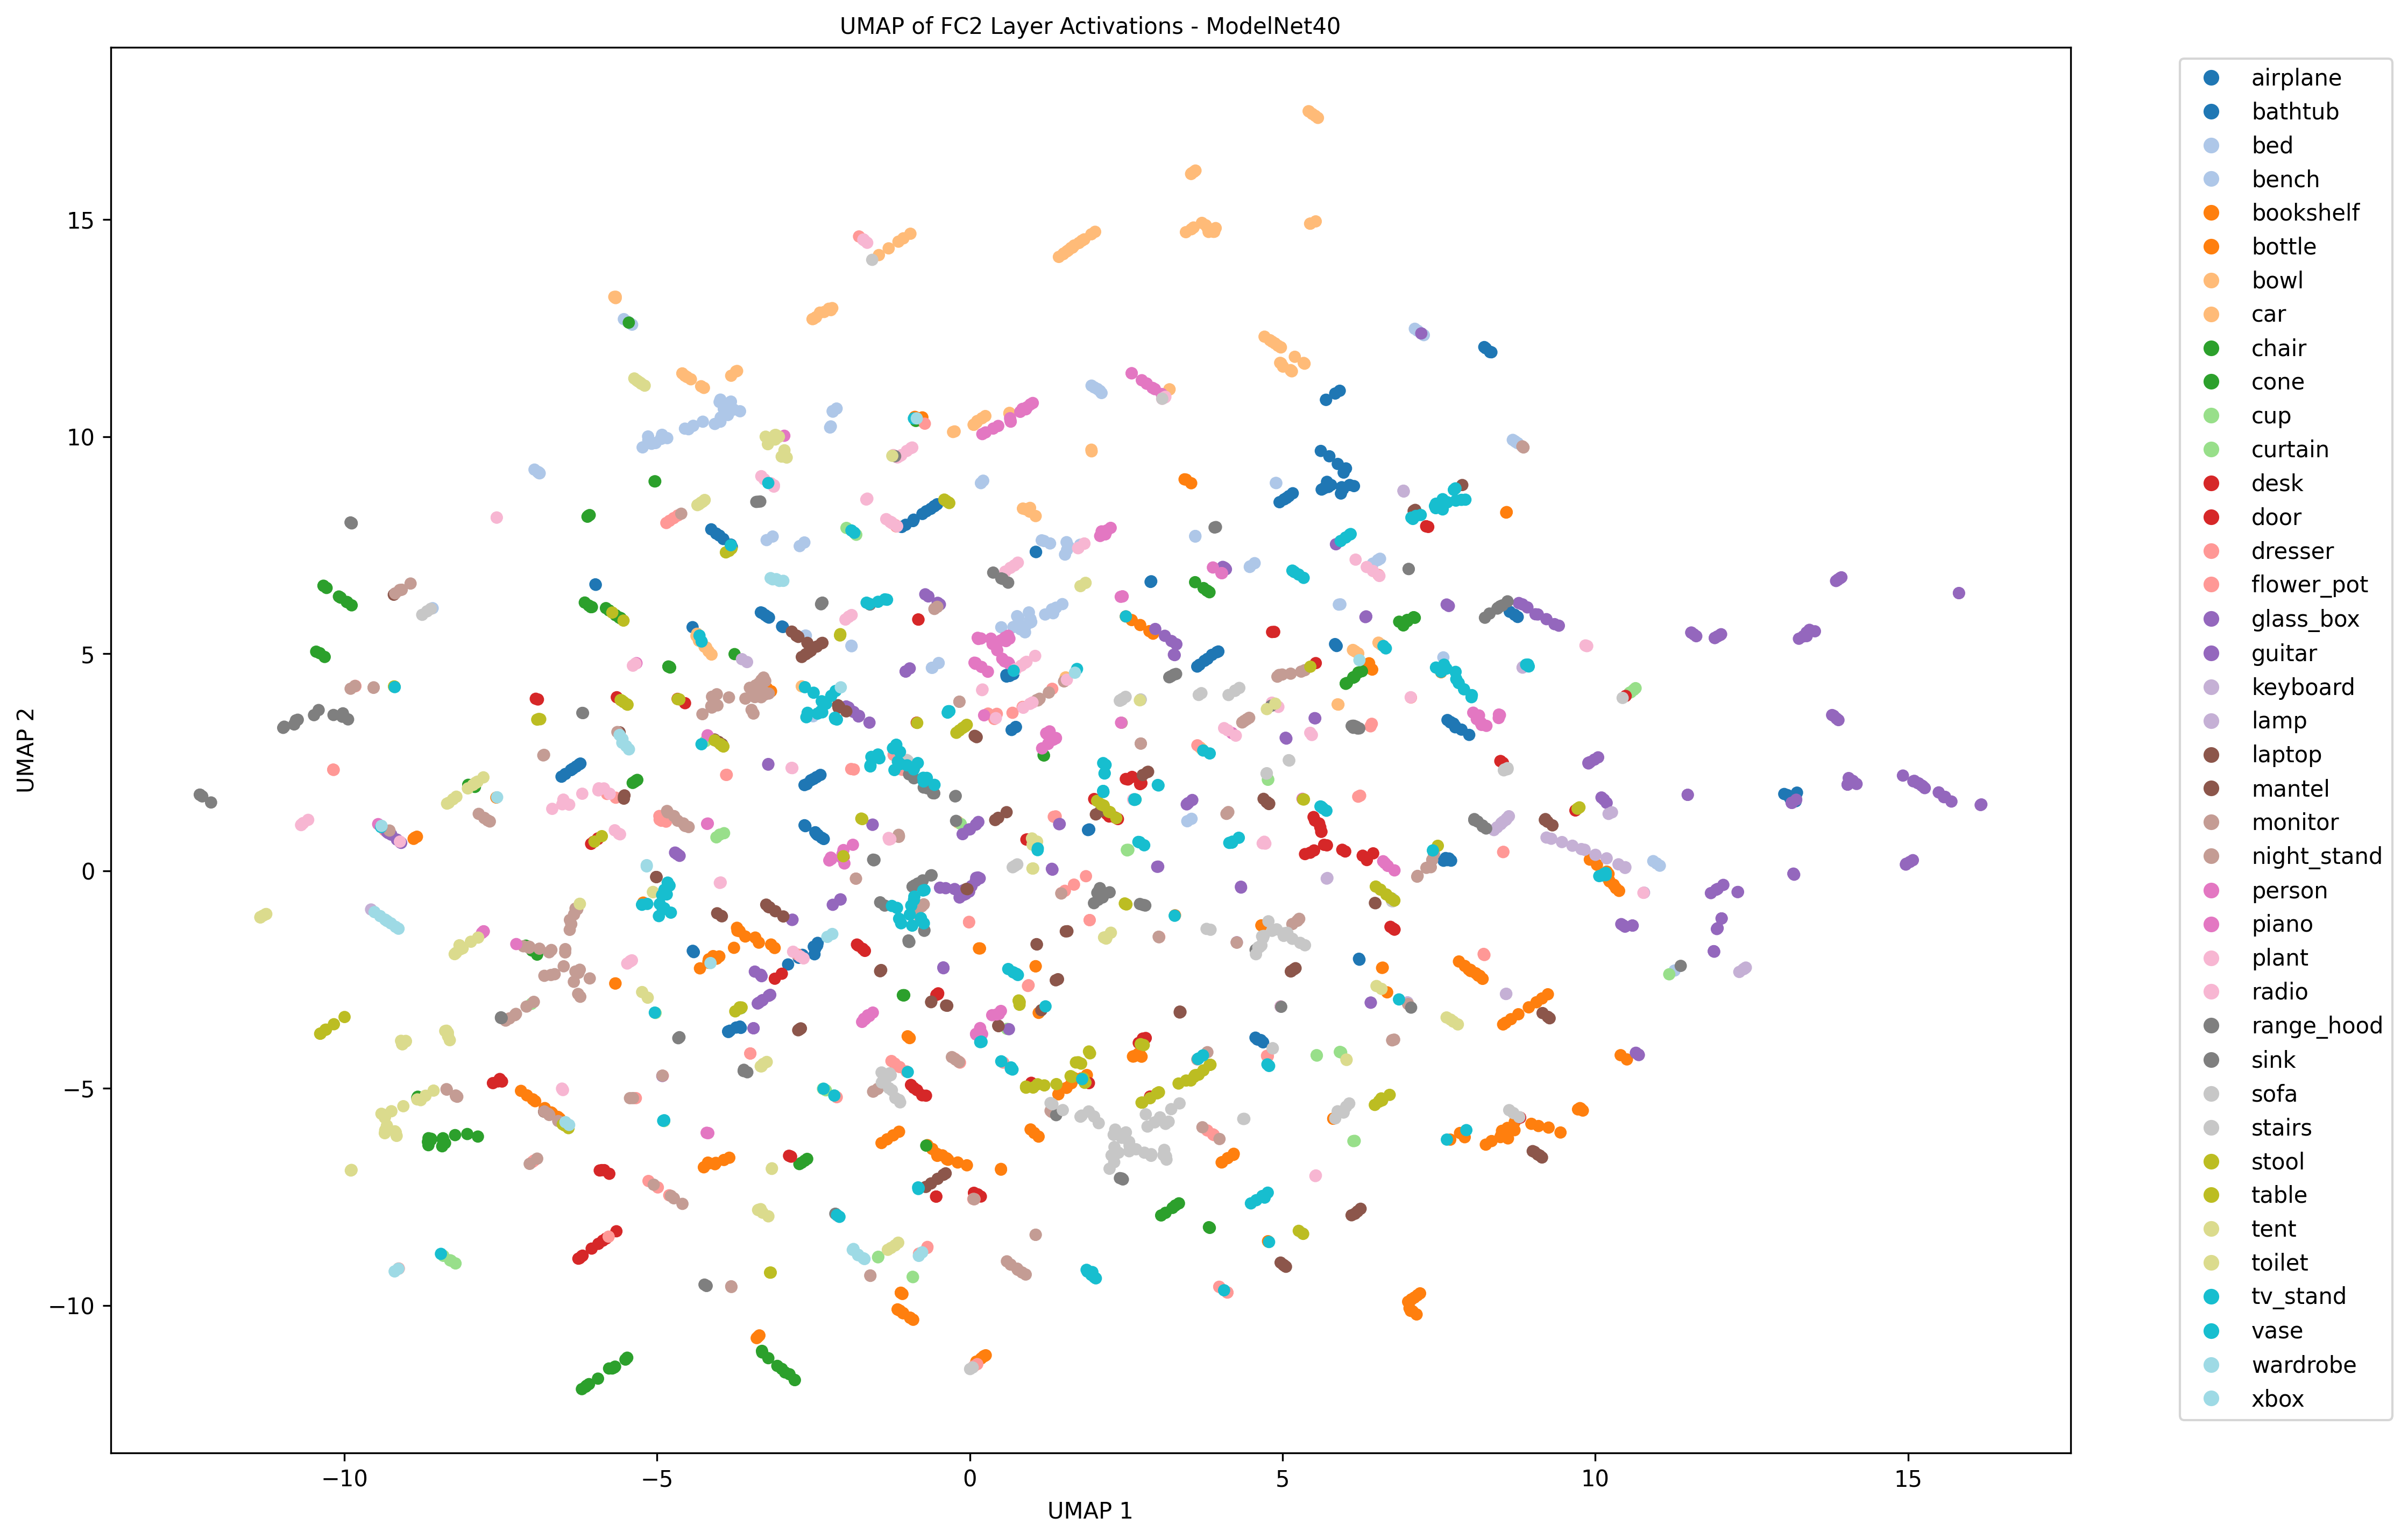 UMAP of FC2 Layer Activations - ModelNet40
15
10
5
0
−5
−10
UMAP 2
−10
−5
0
5
10
15
UMAP 1
airplane
bathtub
bed
bench
bookshelf
bottle
bowl
car
chair
cone
cup
curtain
desk
door
dresser
flower_pot
glass_box
guitar
keyboard
lamp
laptop
mantel
monitor
night_stand
person
piano
plant
radio
range_hood
sink
sofa
stairs
stool
table
tent
toilet
tv_stand
vase
wardrobe
xbox